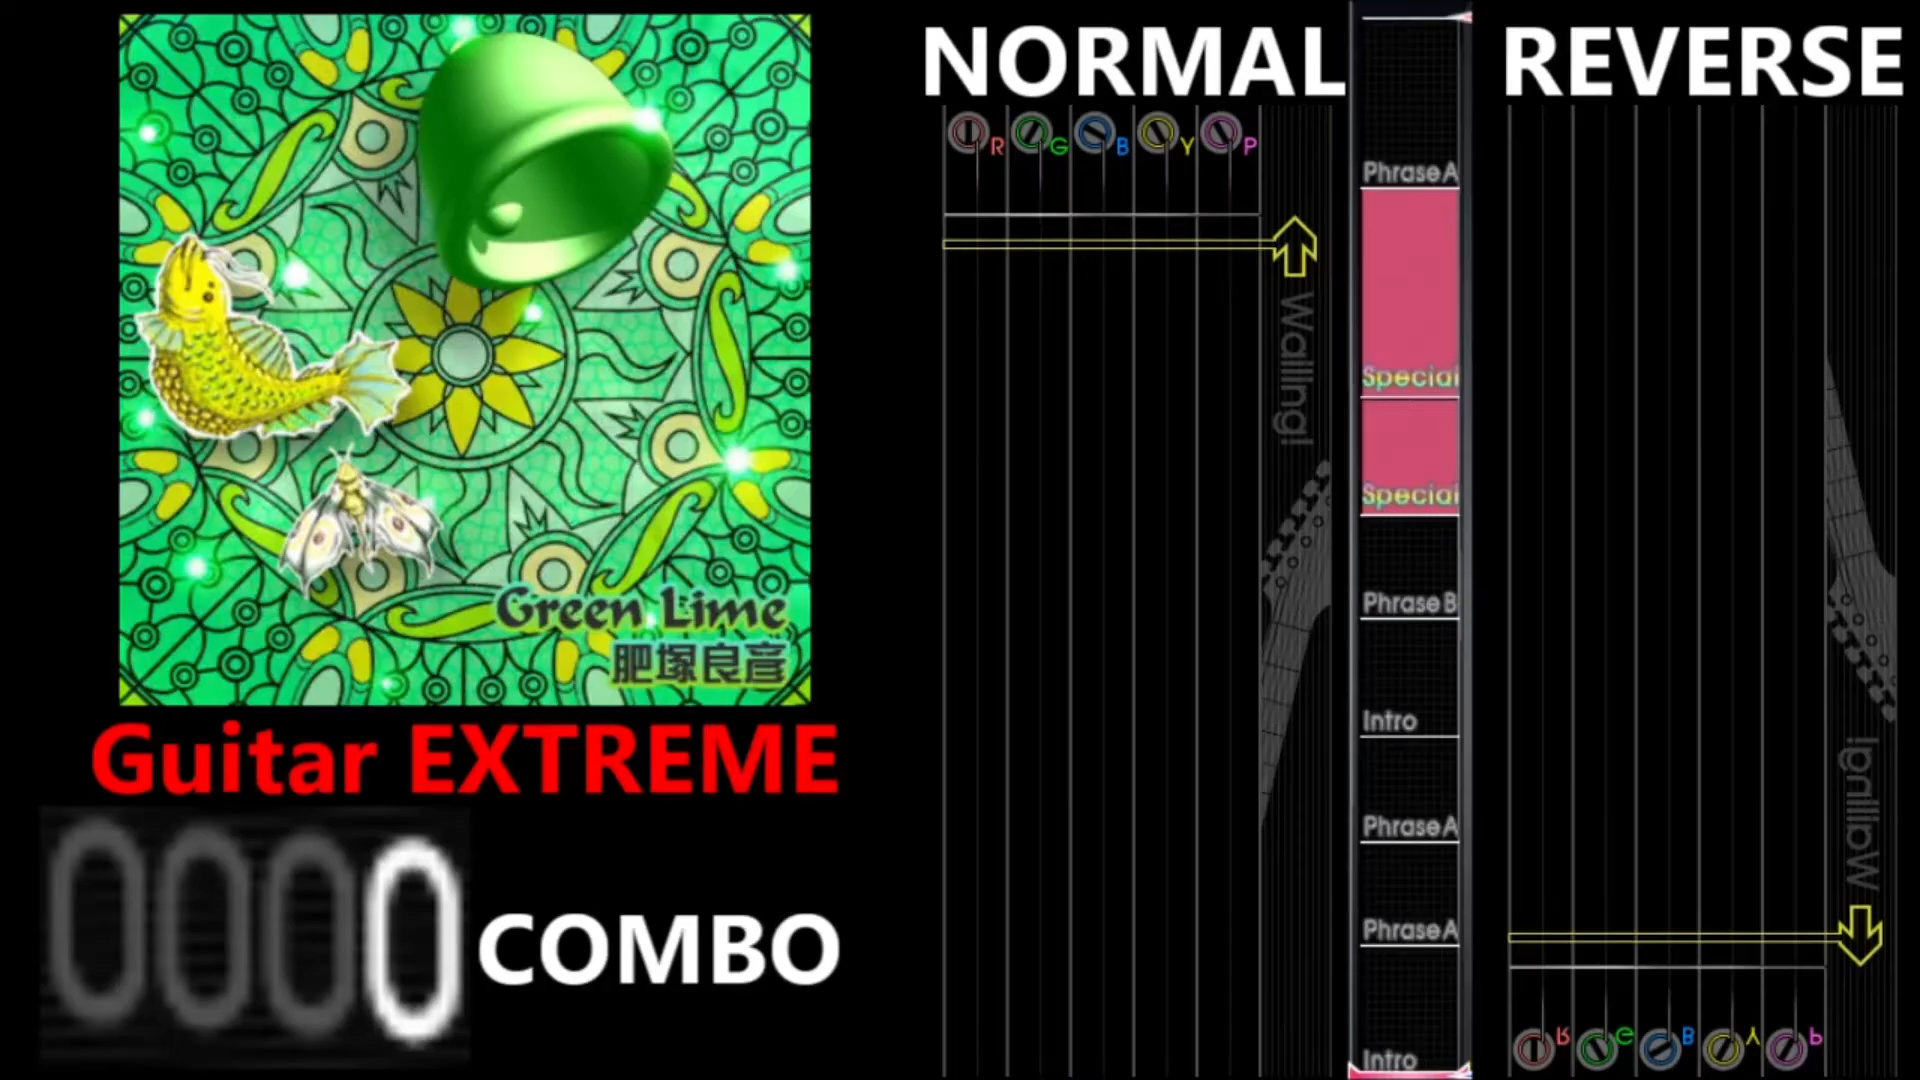 Green Lime
肥塚良彦
Guitar EXTREME
0000 COMBO
NORMAL
R G B Y P
Wailing!
Phrase A
Special
Special
Phrase B
Intro
Phrase A
Phrase A
Intro
REVERSE
Wailing!
R G B Y P